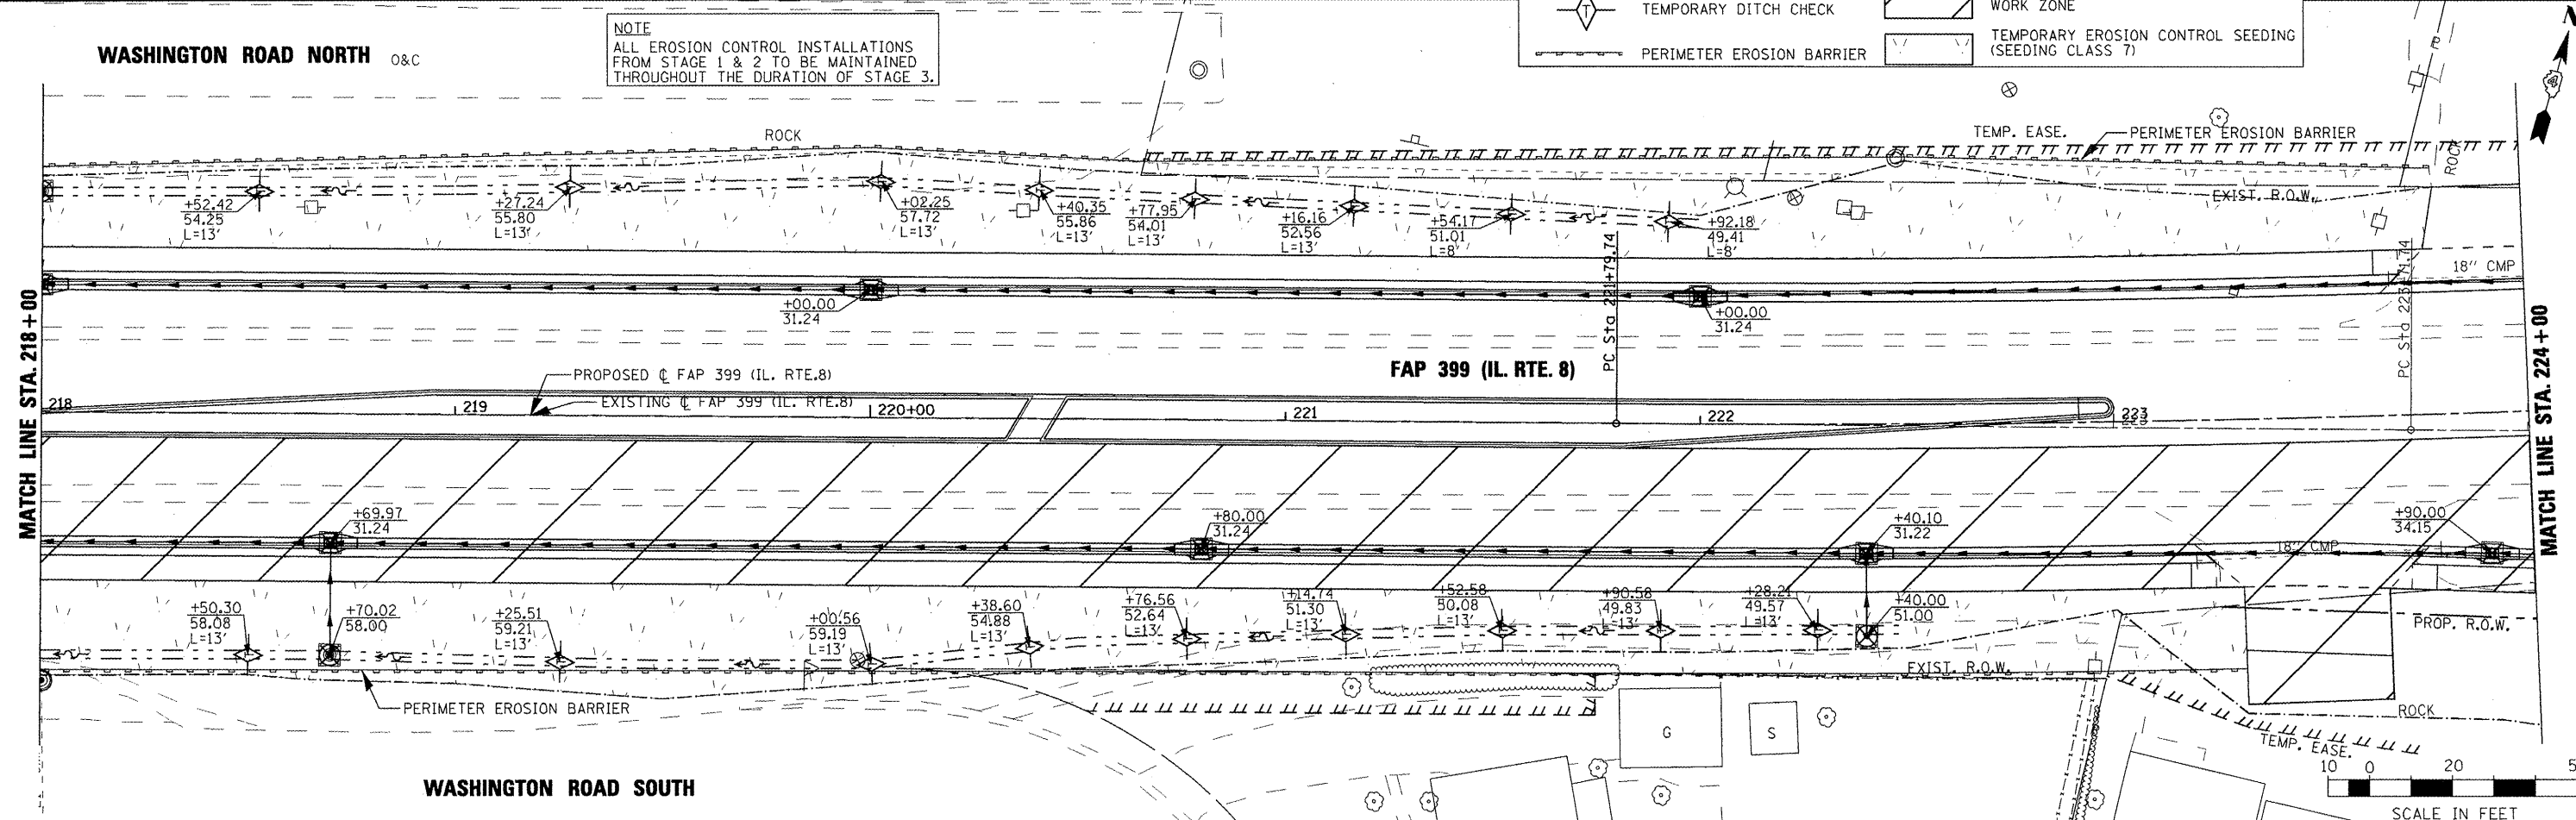 WASHINGTON ROAD NORTH O&C
NOTE
ALL EROSION CONTROL INSTALLATIONS
FROM STAGE 1 & 2 TO BE MAINTAINED
THROUGHOUT THE DURATION OF STAGE 3.
T TEMPORARY DITCH CHECK
WORK ZONE
PERIMETER EROSION BARRIER
TEMPORARY EROSION CONTROL SEEDING
(SEEDING CLASS 7)
ROCK
TEMP. EASE.
PERIMETER EROSION BARRIER
ROCK
EXIST. R.O.W.
+52.42
54.25
L=13'
+27.24
55.80
L=13'
+02.25
57.72
L=13'
+40.35
55.86
L=13'
+77.95
54.01
L=13'
+16.16
52.56
L=13'
+54.17
51.01
L=8'
+92.18
49.41
L=8'
18" CMP
+00.00
31.24
+00.00
31.24
PC Sta 221+79.74
PC Sta 223+71.74
MATCH LINE STA. 218+00
MATCH LINE STA. 224+00
FAP 399 (IL. RTE. 8)
PROPOSED ℄ FAP 399 (IL. RTE.8)
EXISTING ℄ FAP 399 (IL. RTE.8)
218
219
220+00
221
222
223
223
+69.97
31.24
+80.00
31.24
+40.10
31.22
+90.00
34.15
18" CMP
+50.30
58.08
L=13'
+70.02
58.00
+25.51
59.21
L=13'
+00.56
59.19
L=13'
+38.60
54.88
L=13'
+76.56
52.64
L=13'
+14.74
51.30
L=13'
+52.58
50.08
L=13'
+90.58
49.83
L=13'
+28.21
49.57
L=13'
+40.00
51.00
PROP. R.O.W.
EXIST. R.O.W.
PERIMETER EROSION BARRIER
ROCK
TEMP. EASE.
G
S
WASHINGTON ROAD SOUTH
10 0 20
SCALE IN FEET